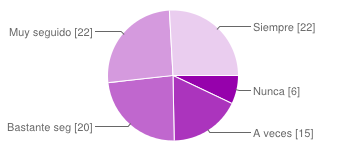 Muy seguido [22]
Siempre [22]
Nunca [6]
Bastante seg [20]
A veces [15]